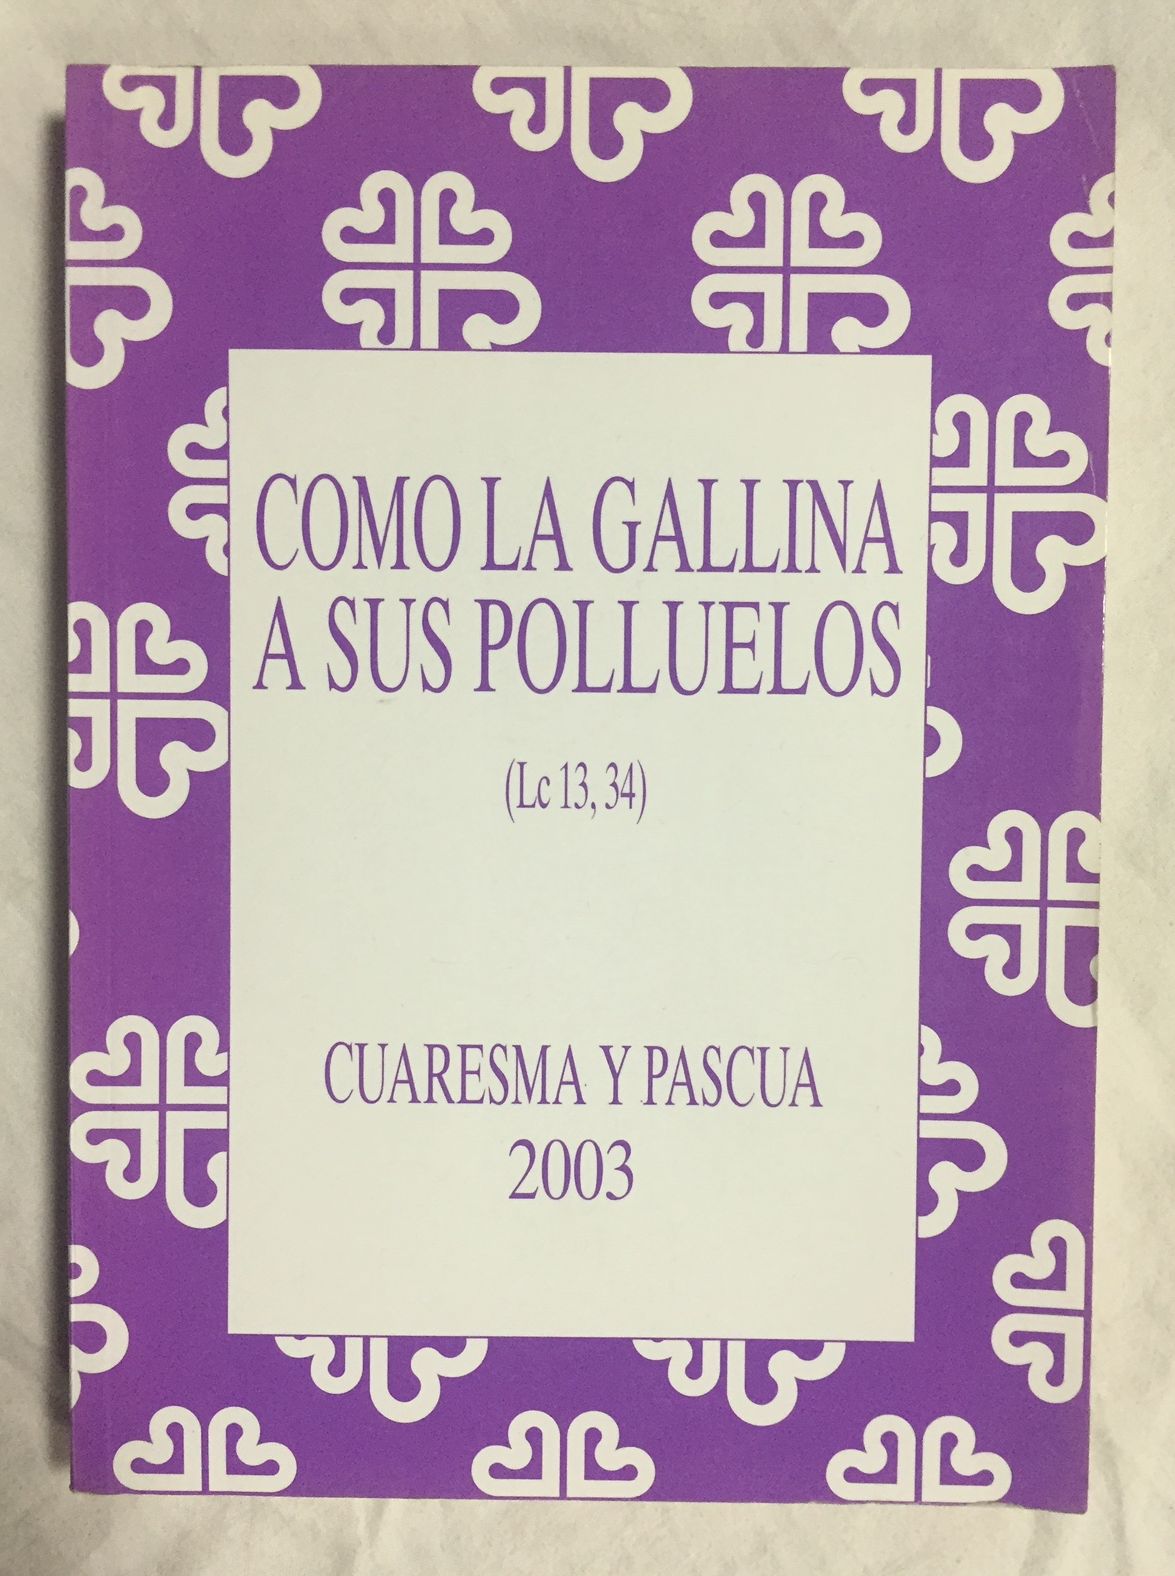 COMO LA GALLINA
A SUS POLLUELOS
(Lc 13, 34)
CUARESMA Y PASCUA
2003